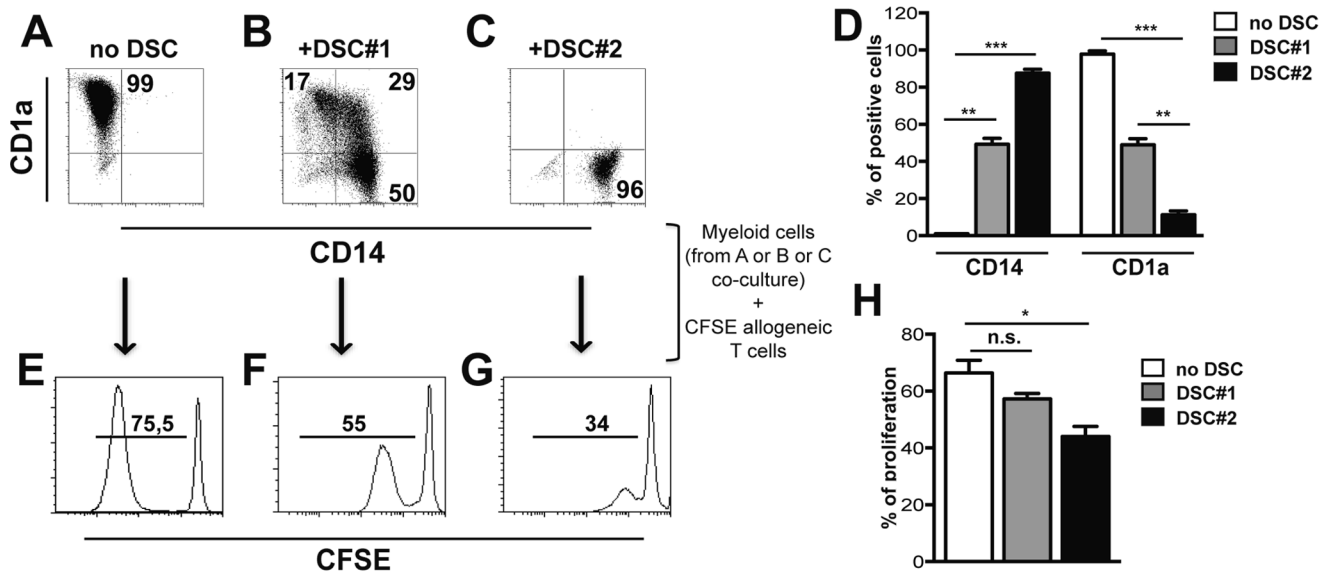 A
no DSC
99
CD1a
B
+DSC#1
17
29
50
C
+DSC#2
96
CD14
Myeloid cells
(from A or B or C
co-culture)
+
CFSE allogeneic
T cells
D
% of positive cells
120
100
80
60
40
20
0
***
**
***
**
CD14
CD1a
no DSC
DSC#1
DSC#2
E
75,5
F
55
G
34
CFSE
H
% of proliferation
80
60
40
20
0
*
n.s.
no DSC
DSC#1
DSC#2